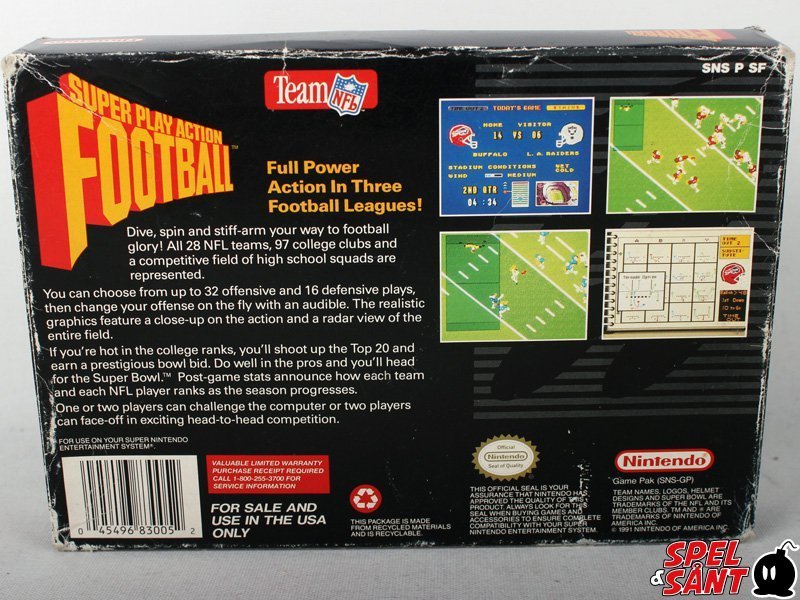 SNS P SF
SUPER PLAY ACTION
FOOTBALL™
Team NFL
Full Power
Action In Three
Football Leagues!
Dive, spin and stiff-arm your way to football
glory! All 28 NFL teams, 97 college clubs and
a competitive field of high school squads are
represented.
You can choose from up to 32 offensive and 16 defensive plays,
then change your offense on the fly with an audible. The realistic
graphics feature a close-up on the action and a radar view of the
entire field.
If you're hot in the college ranks, you'll shoot up the Top 20 and
earn a prestigious bowl bid. Do well in the pros and you'll head
for the Super Bowl.™ Post-game stats announce how each team
and each NFL player ranks as the season progresses.
One or two players can challenge the computer or two players
can face-off in exciting head-to-head competition.
FOR USE ON YOUR SUPER NINTENDO
ENTERTAINMENT SYSTEM®.
TODAY'S GAME
HOME VISITOR
14 VS 06
BUFFALO L.A. RAIDERS
STADIUM CONDITIONS WET
WIND MEDIUM COLD
2ND QTR
04:34
TIME
OUT 2
1st Down
10 to Go
TIME
OUT
0 45496 83005 2
VALUABLE LIMITED WARRANTY
PURCHASE RECEIPT REQUIRED
CALL 1-800-255-3700 FOR
SERVICE INFORMATION
FOR SALE AND
USE IN THE USA
ONLY
THIS PACKAGE IS MADE
FROM RECYCLED MATERIALS
AND IS RECYCLABLE.
Official
Nintendo
Seal of Quality
THIS OFFICIAL SEAL IS YOUR
ASSURANCE THAT NINTENDO HAS
APPROVED THE QUALITY OF THIS
PRODUCT. ALWAYS LOOK FOR THIS
SEAL WHEN BUYING GAMES AND
ACCESSORIES TO ENSURE COMPLETE
COMPATIBILITY WITH YOUR SUPER
NINTENDO ENTERTAINMENT SYSTEM.
Nintendo®
Game Pak (SNS-GP)
TEAM NAMES, LOGOS, HELMET
DESIGNS AND SUPER BOWL ARE
TRADEMARKS OF THE NFL AND ITS
MEMBER CLUBS. TM AND ® ARE
TRADEMARKS OF NINTENDO OF
AMERICA INC.
© 1991 NINTENDO OF AMERICA INC.
SPEL
& SÅNT